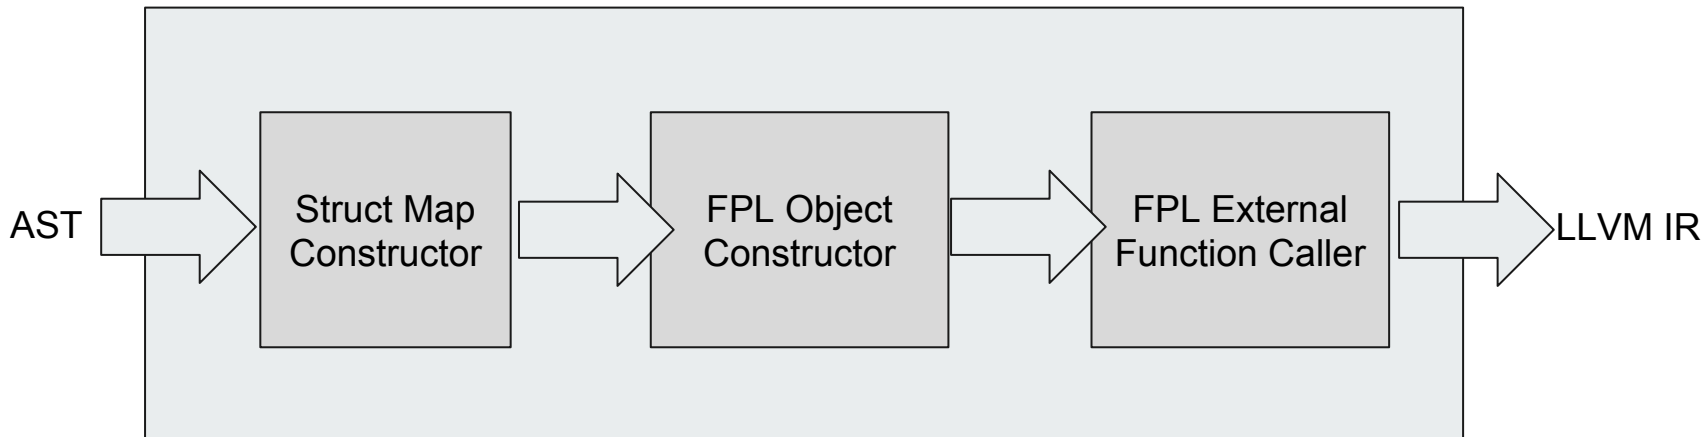 AST
Struct Map
Constructor
FPL Object
Constructor
FPL External
Function Caller
LLVM IR